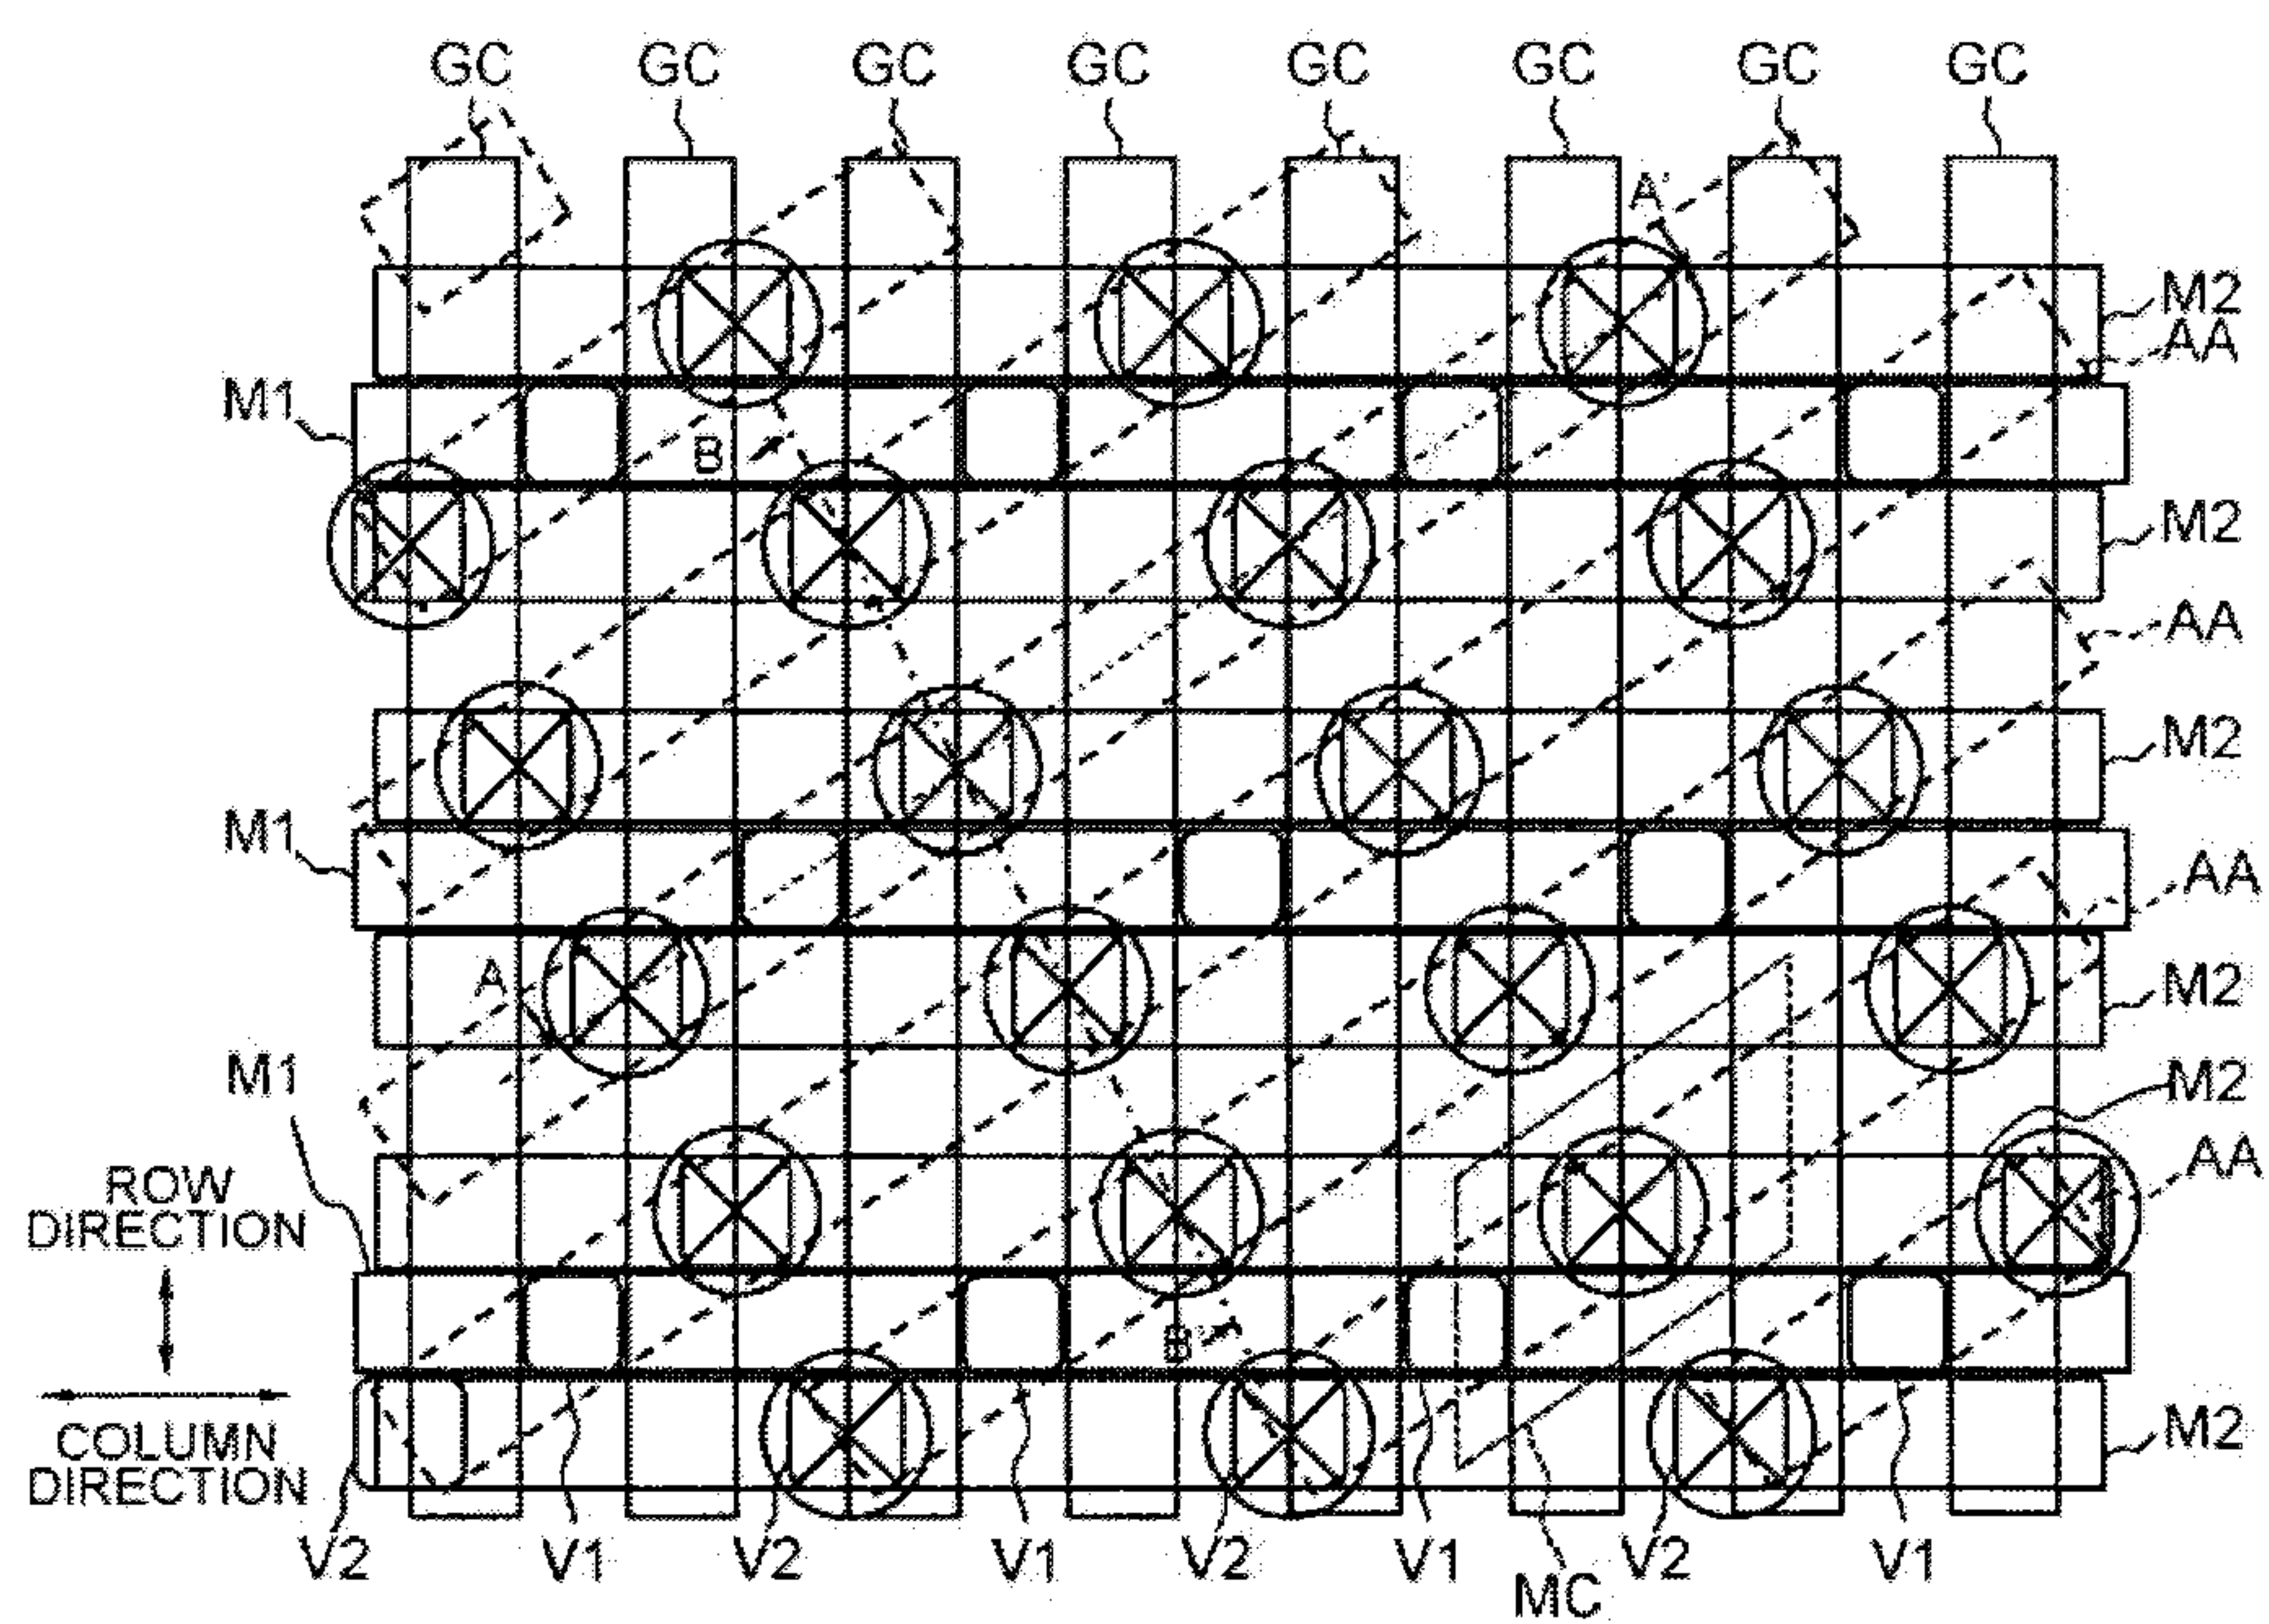 GC GC GC GC GC GC GC GC
A'
M2
AA
M1
B
M2
AA
M2
M1
AA
A
M2
M1
M2
AA
ROW
DIRECTION
B'
COLUMN
DIRECTION
M2
V2 V1 V2 V1 V2 V1 V2 V1
MC